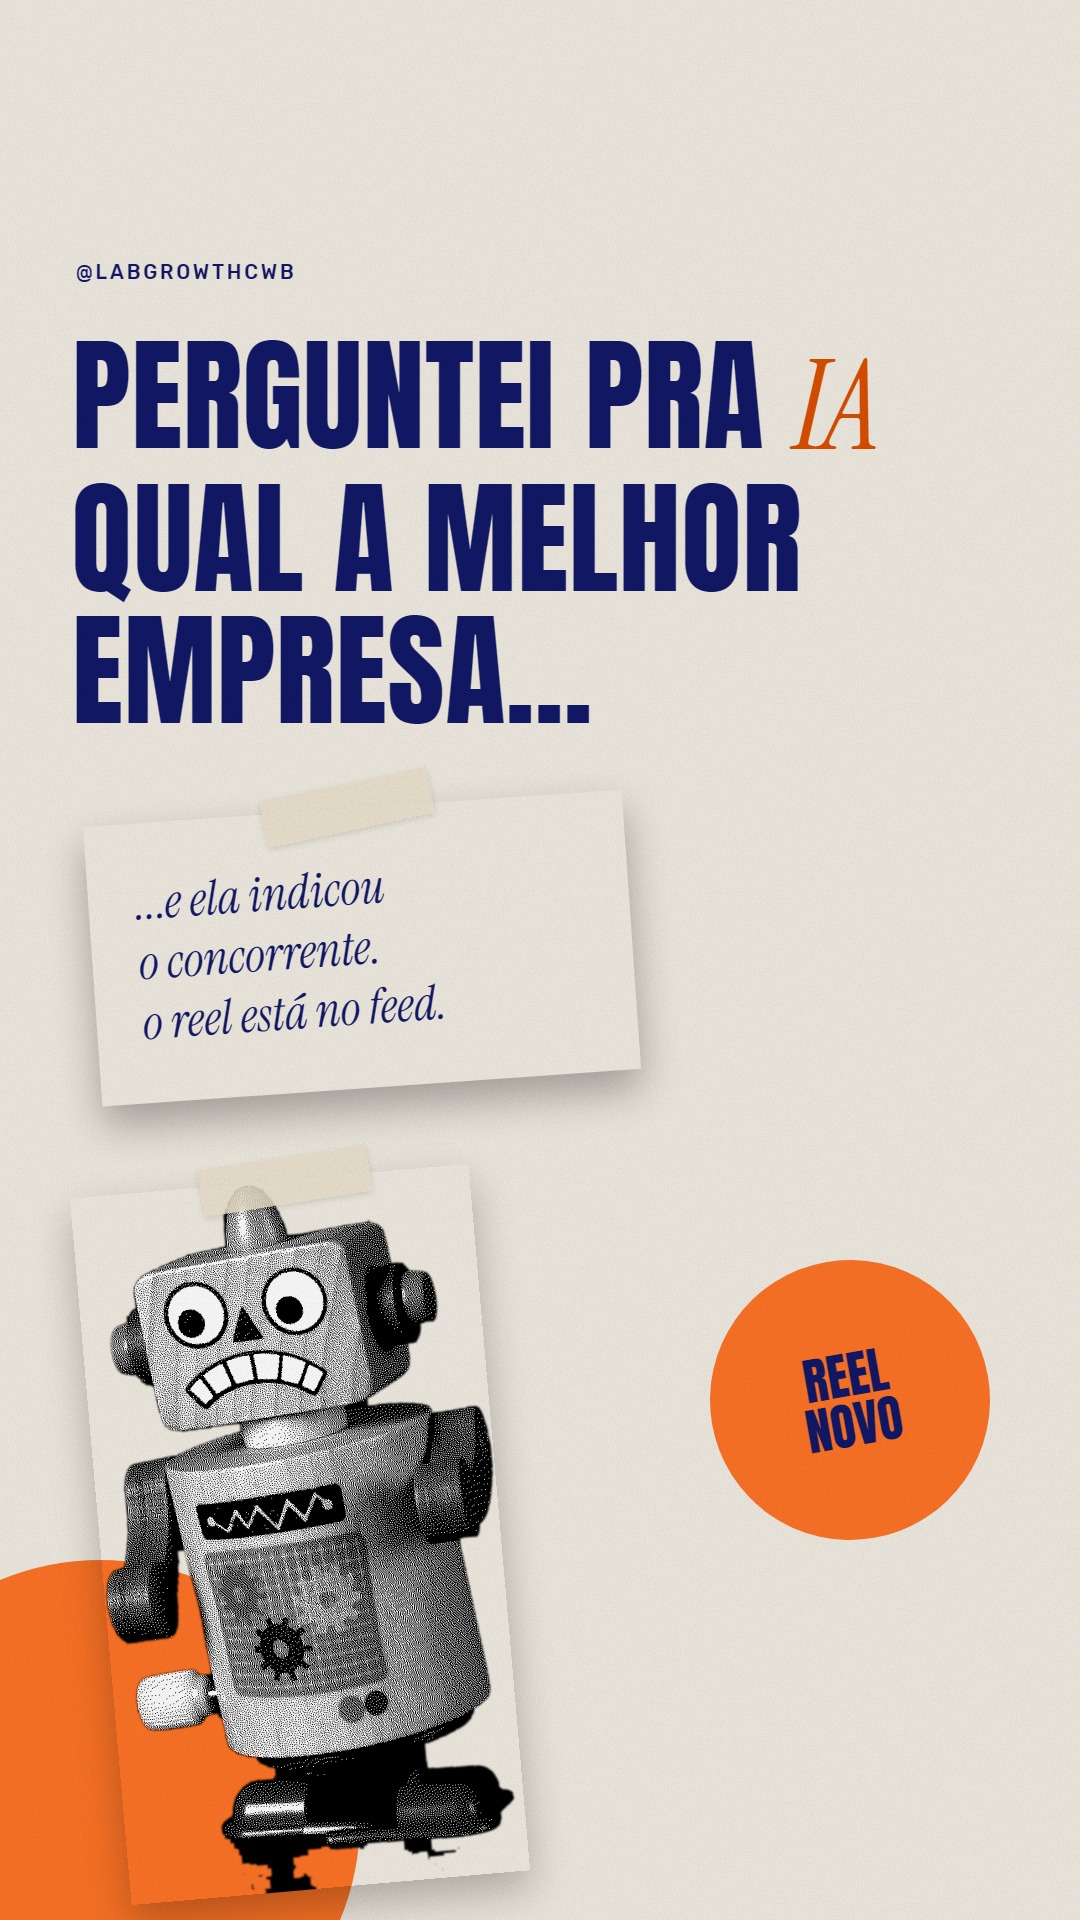 @LABGROWTHCWB
PERGUNTEI PRA IA
QUAL A MELHOR
EMPRESA...
...e ela indicou
o concorrente.
o reel está no feed.
REEL
NOVO